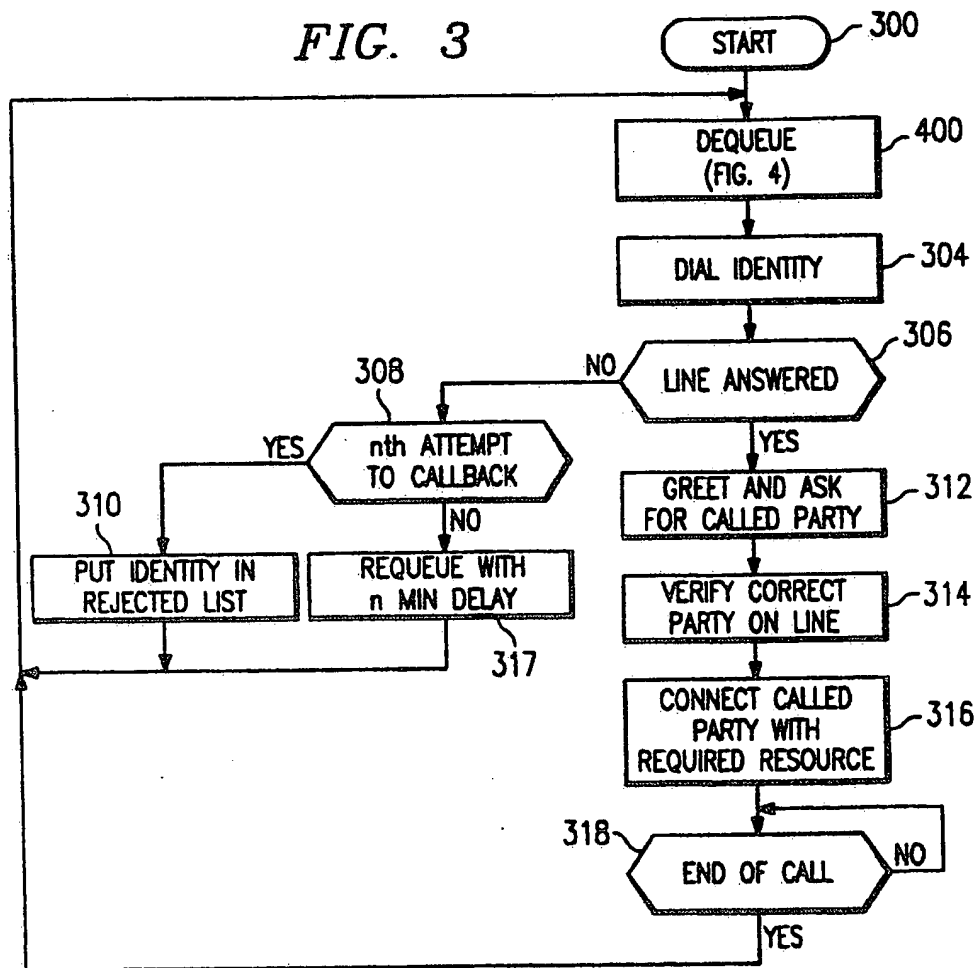 FIG. 3
START
300
DEQUEUE
(FIG. 4)
400
DIAL IDENTITY
304
LINE ANSWERED
306
NO
YES
308
nth ATTEMPT
TO CALLBACK
YES
NO
310
PUT IDENTITY IN
REJECTED LIST
REQUEUE WITH
n MIN DELAY
317
GREET AND ASK
FOR CALLED PARTY
312
VERIFY CORRECT
PARTY ON LINE
314
CONNECT CALLED
PARTY WITH
REQUIRED RESOURCE
316
318
END OF CALL
NO
YES